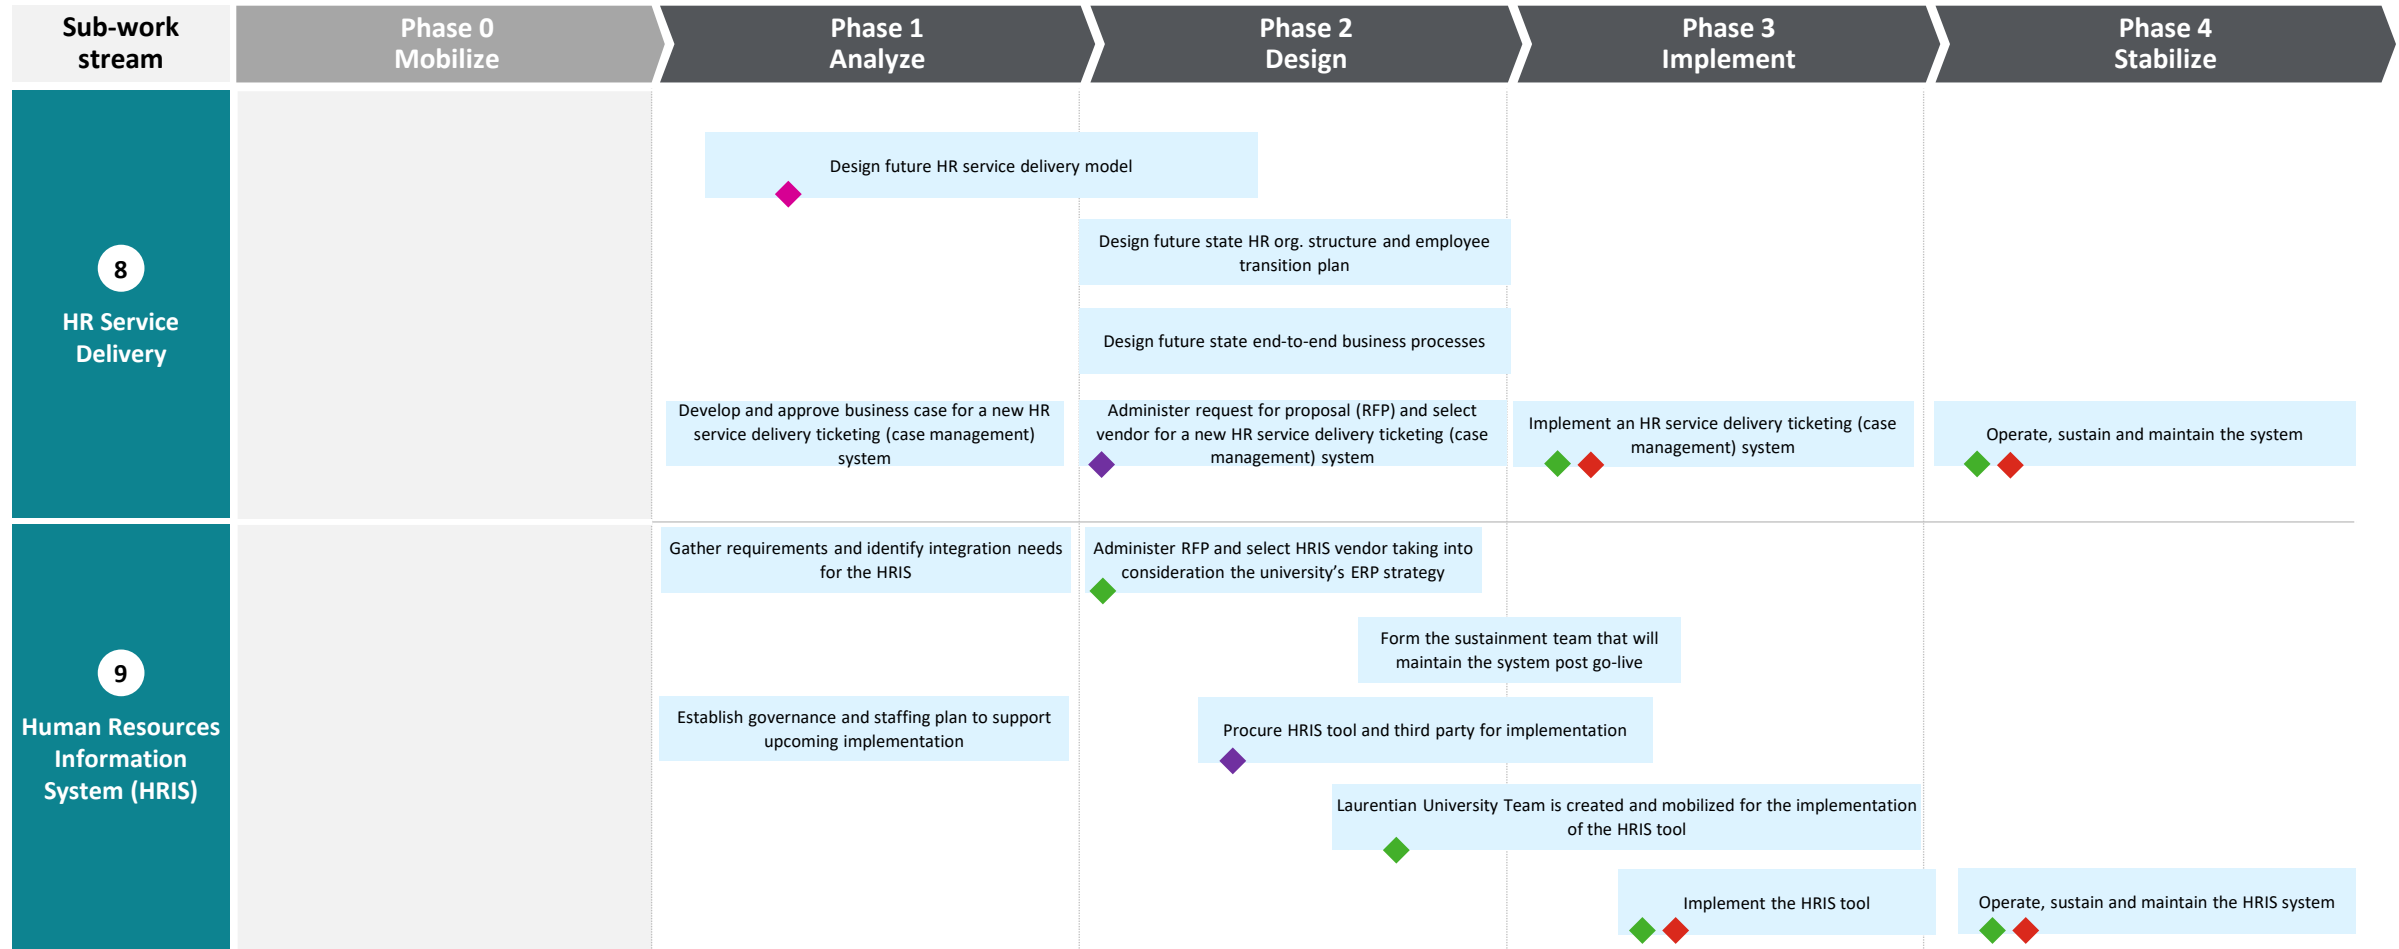 Sub-work
stream
Phase 0
Mobilize
Phase 1
Analyze
Phase 2
Design
Phase 3
Implement
Phase 4
Stabilize
8
HR Service
Delivery
Design future HR service delivery model
Design future state HR org. structure and employee
transition plan
Design future state end-to-end business processes
Develop and approve business case for a new HR
service delivery ticketing (case management)
system
Administer request for proposal (RFP) and select
vendor for a new HR service delivery ticketing (case
management) system
Implement an HR service delivery ticketing (case
management) system
Operate, sustain and maintain the system
9
Human Resources
Information
System (HRIS)
Gather requirements and identify integration needs
for the HRIS
Administer RFP and select HRIS vendor taking into
consideration the university’s ERP strategy
Form the sustainment team that will
maintain the system post go-live
Establish governance and staffing plan to support
upcoming implementation
Procure HRIS tool and third party for implementation
Laurentian University Team is created and mobilized for the implementation
of the HRIS tool
Implement the HRIS tool
Operate, sustain and maintain the HRIS system